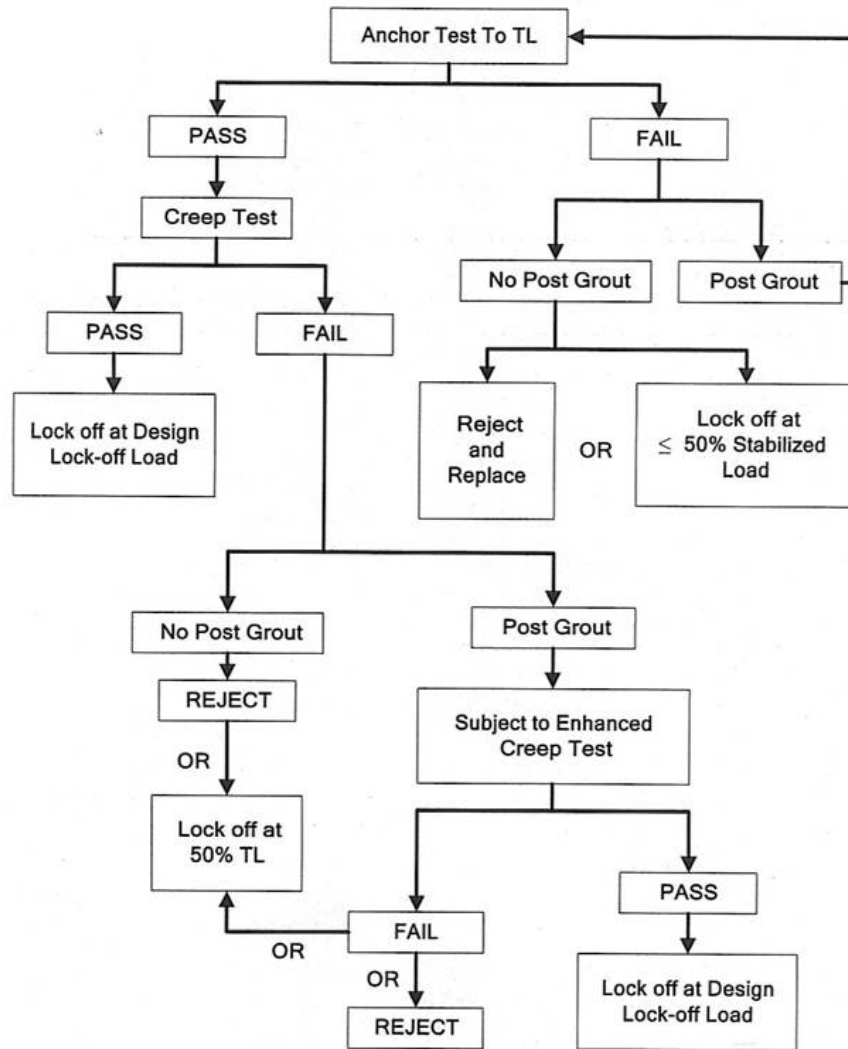 Anchor Test To TL
PASS
FAIL
Creep Test
No Post Grout
Post Grout
PASS
FAIL
Lock off at Design
Lock-off Load
Reject
and
Replace
OR
Lock off at
≤ 50% Stabilized
Load
No Post Grout
Post Grout
REJECT
Subject to Enhanced
Creep Test
OR
Lock off at
50% TL
PASS
FAIL
OR
OR
Lock off at Design
Lock-off Load
REJECT